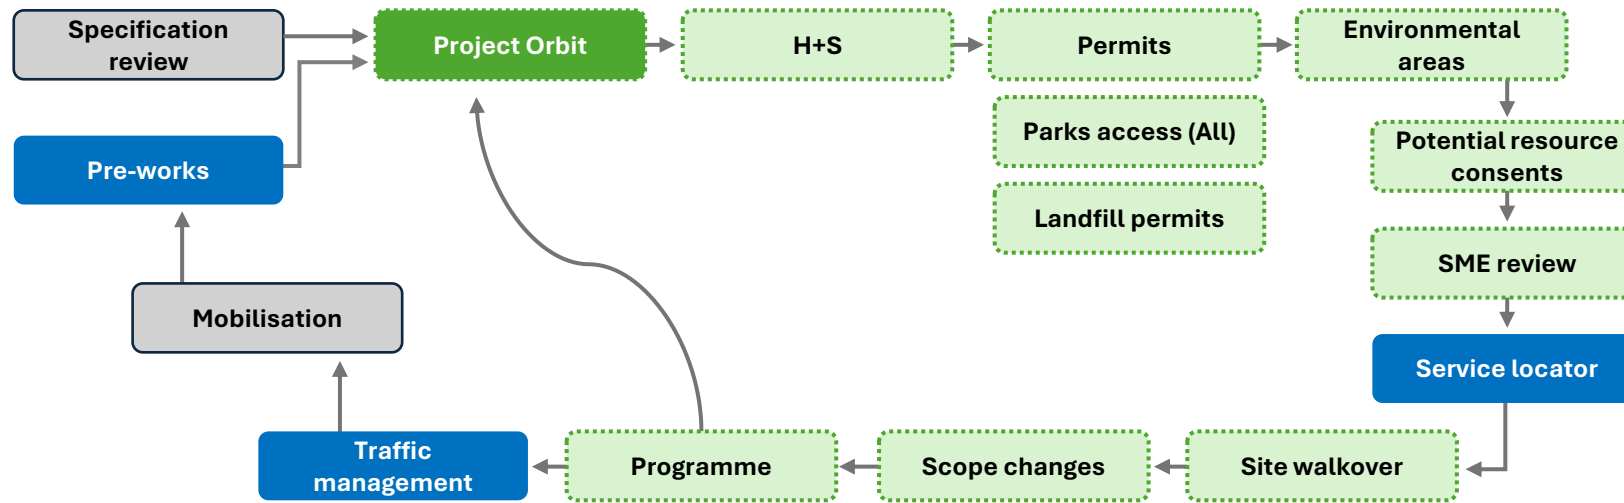 Specification
review
Project Orbit
H+S
Permits
Environmental
areas
Parks access (All)
Potential resource
consents
Pre-works
Landfill permits
SME review
Mobilisation
Service locator
Traffic
management
Programme
Scope changes
Site walkover